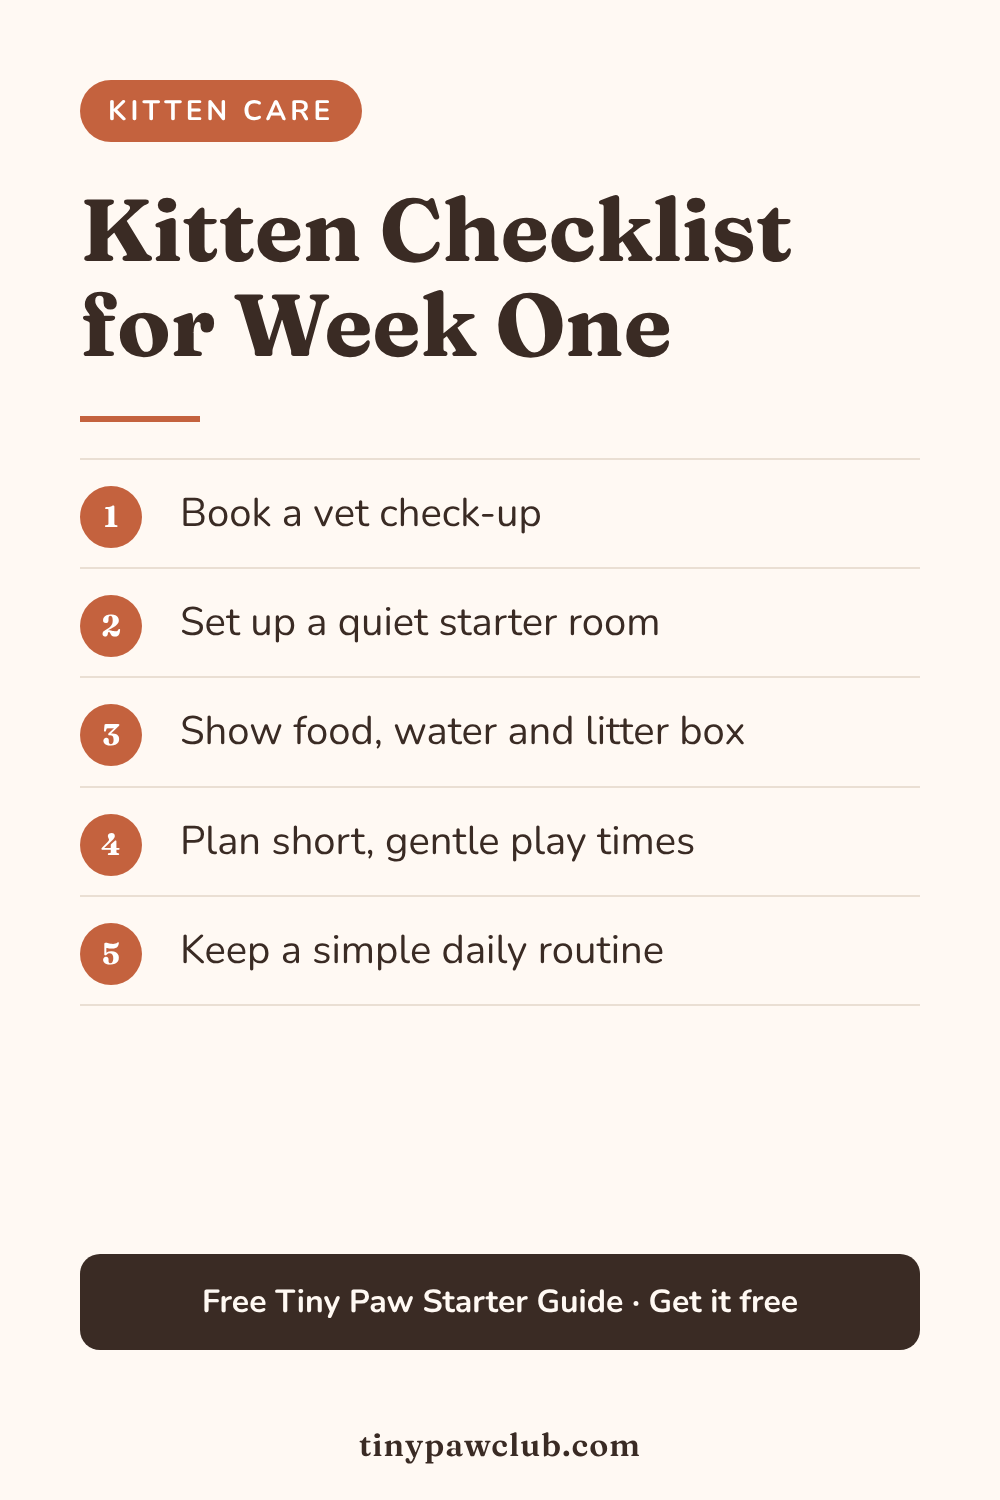 KITTEN CARE
Kitten Checklist
for Week One
1 Book a vet check-up
2 Set up a quiet starter room
3 Show food, water and litter box
4 Plan short, gentle play times
5 Keep a simple daily routine
Free Tiny Paw Starter Guide · Get it free
tinypawclub.com